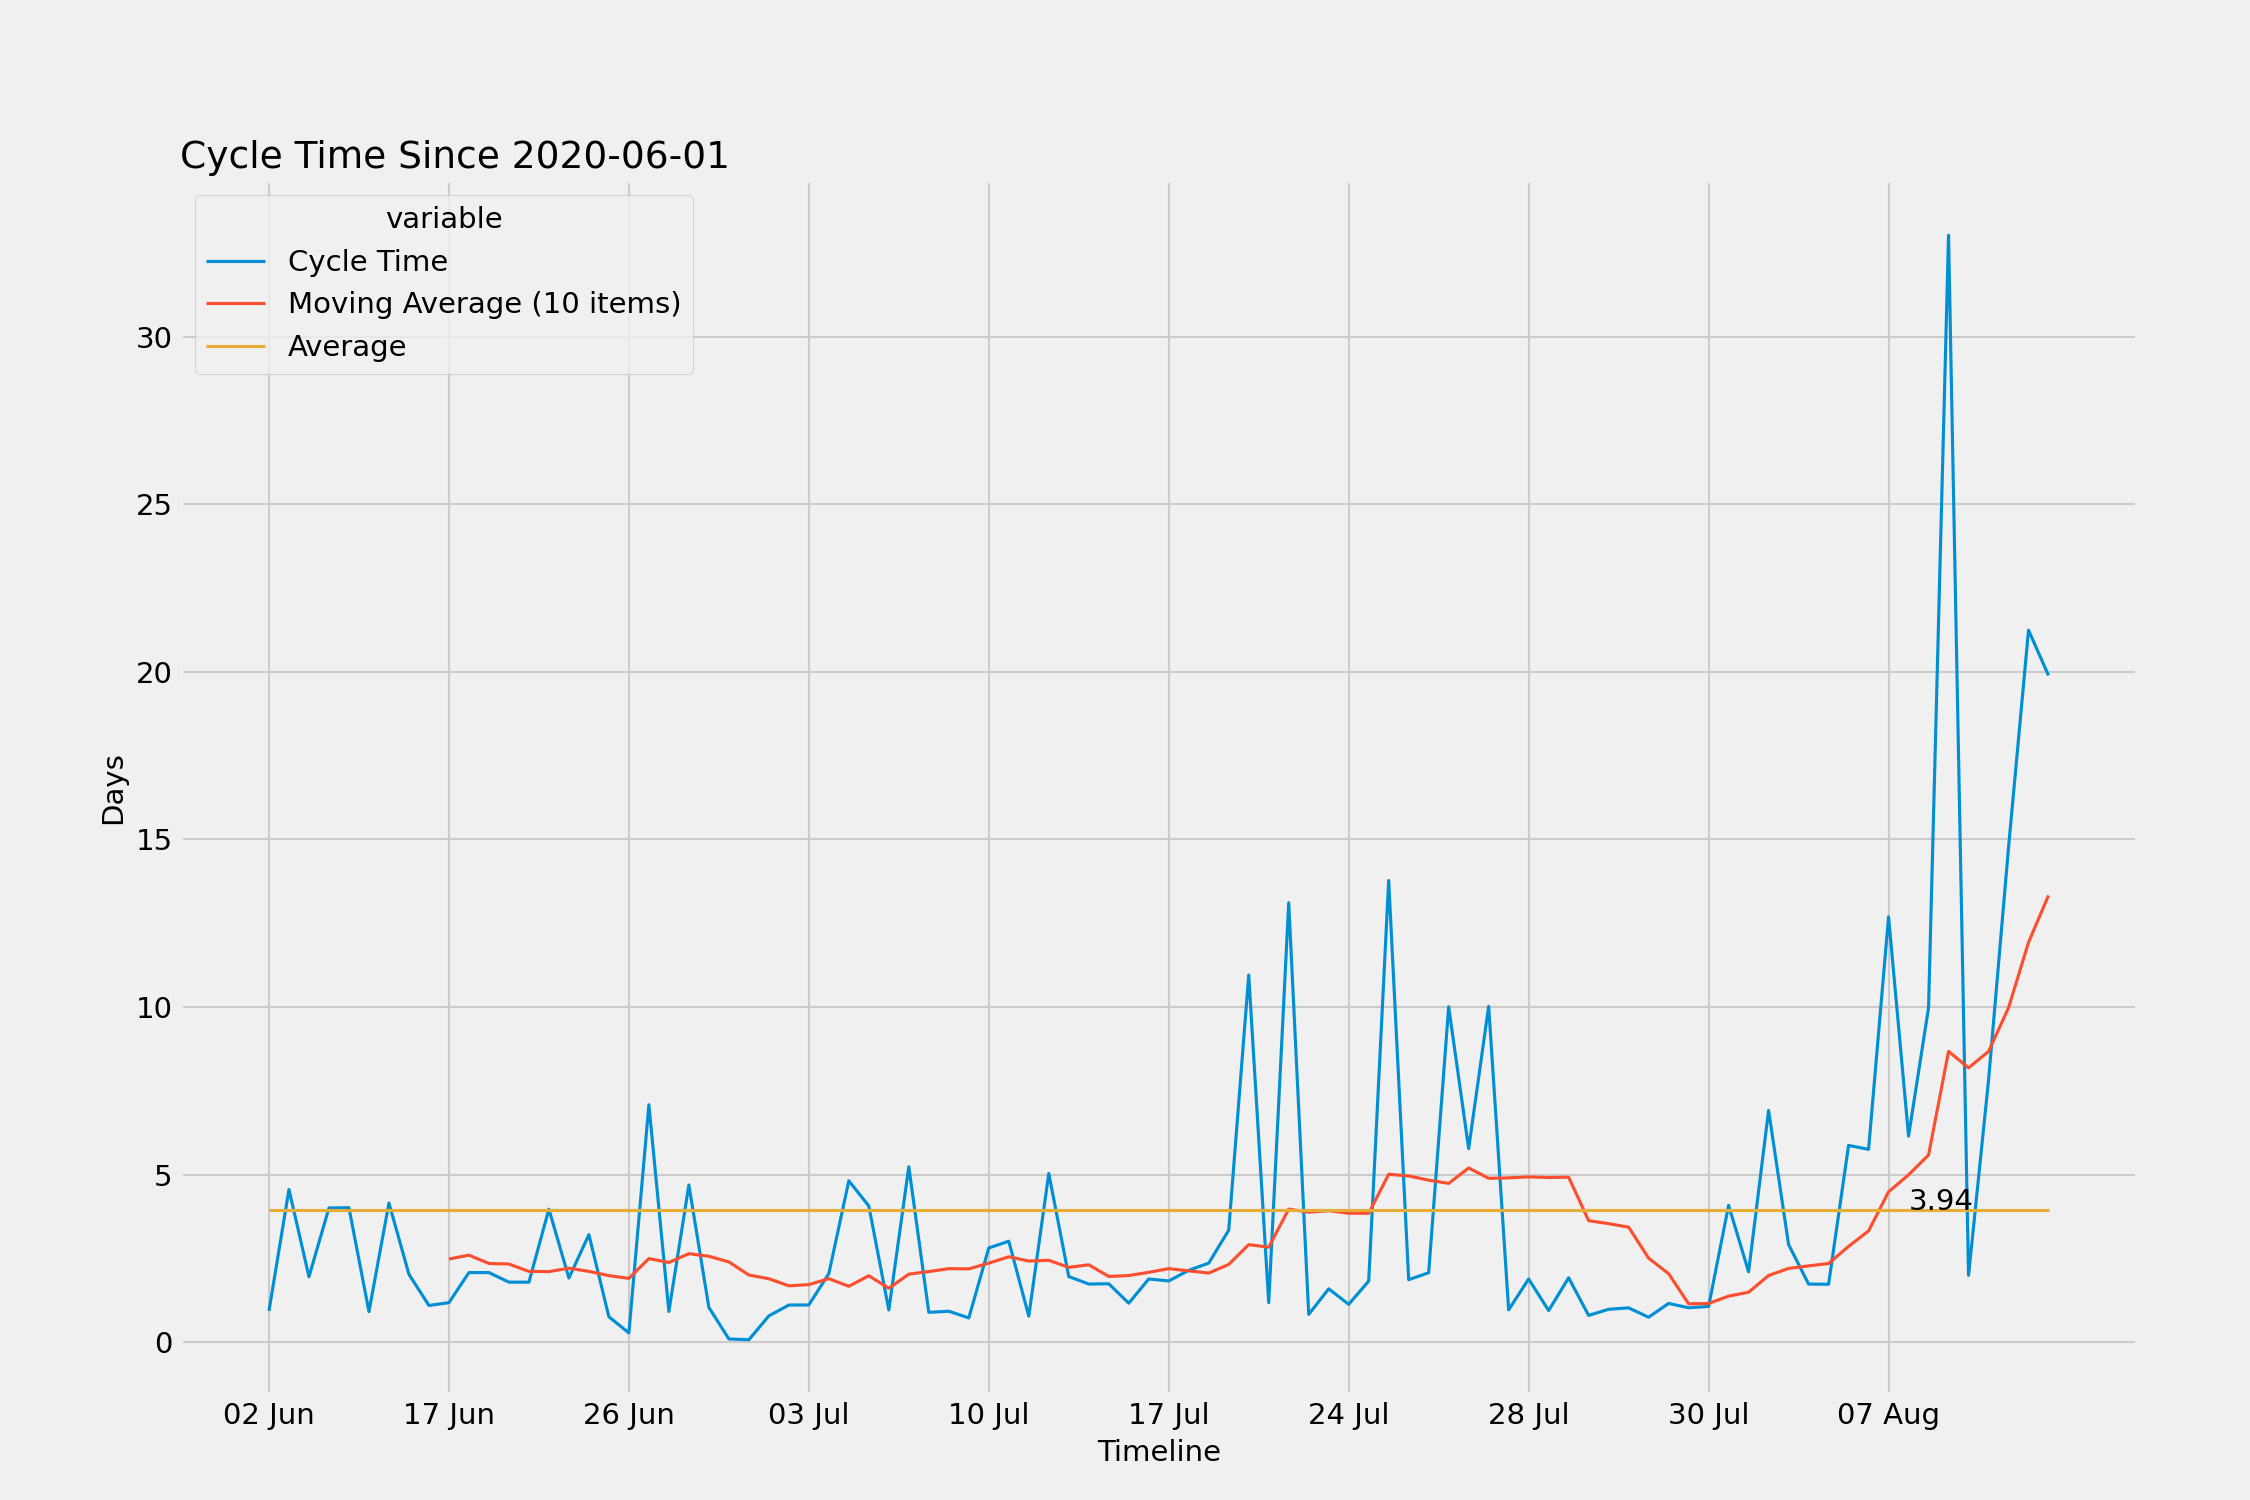 Cycle Time Since 2020-06-01
variable
Cycle Time
Moving Average (10 items)
Average
30
25
20
15
10
5
0
Days
3.94
02 Jun
17 Jun
26 Jun
03 Jul
10 Jul
17 Jul
24 Jul
28 Jul
30 Jul
07 Aug
Timeline